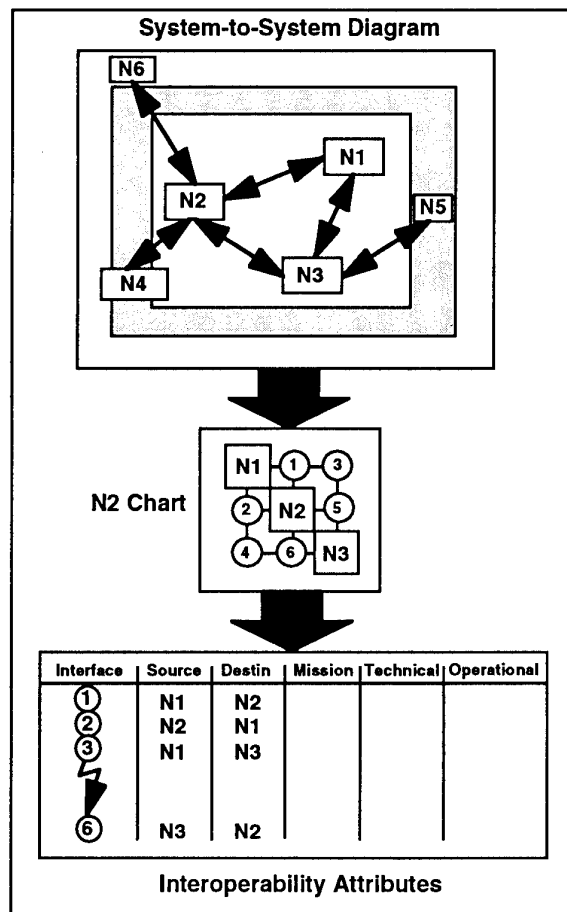 System-to-System Diagram
N6
N1
N2
N5
N3
N4
N1 1 3
N2 Chart
2 N2 5
4 6 N3
Interface Source Destin Mission Technical Operational
1 N1 N2
2 N2 N1
3 N1 N3
6 N3 N2
Interoperability Attributes